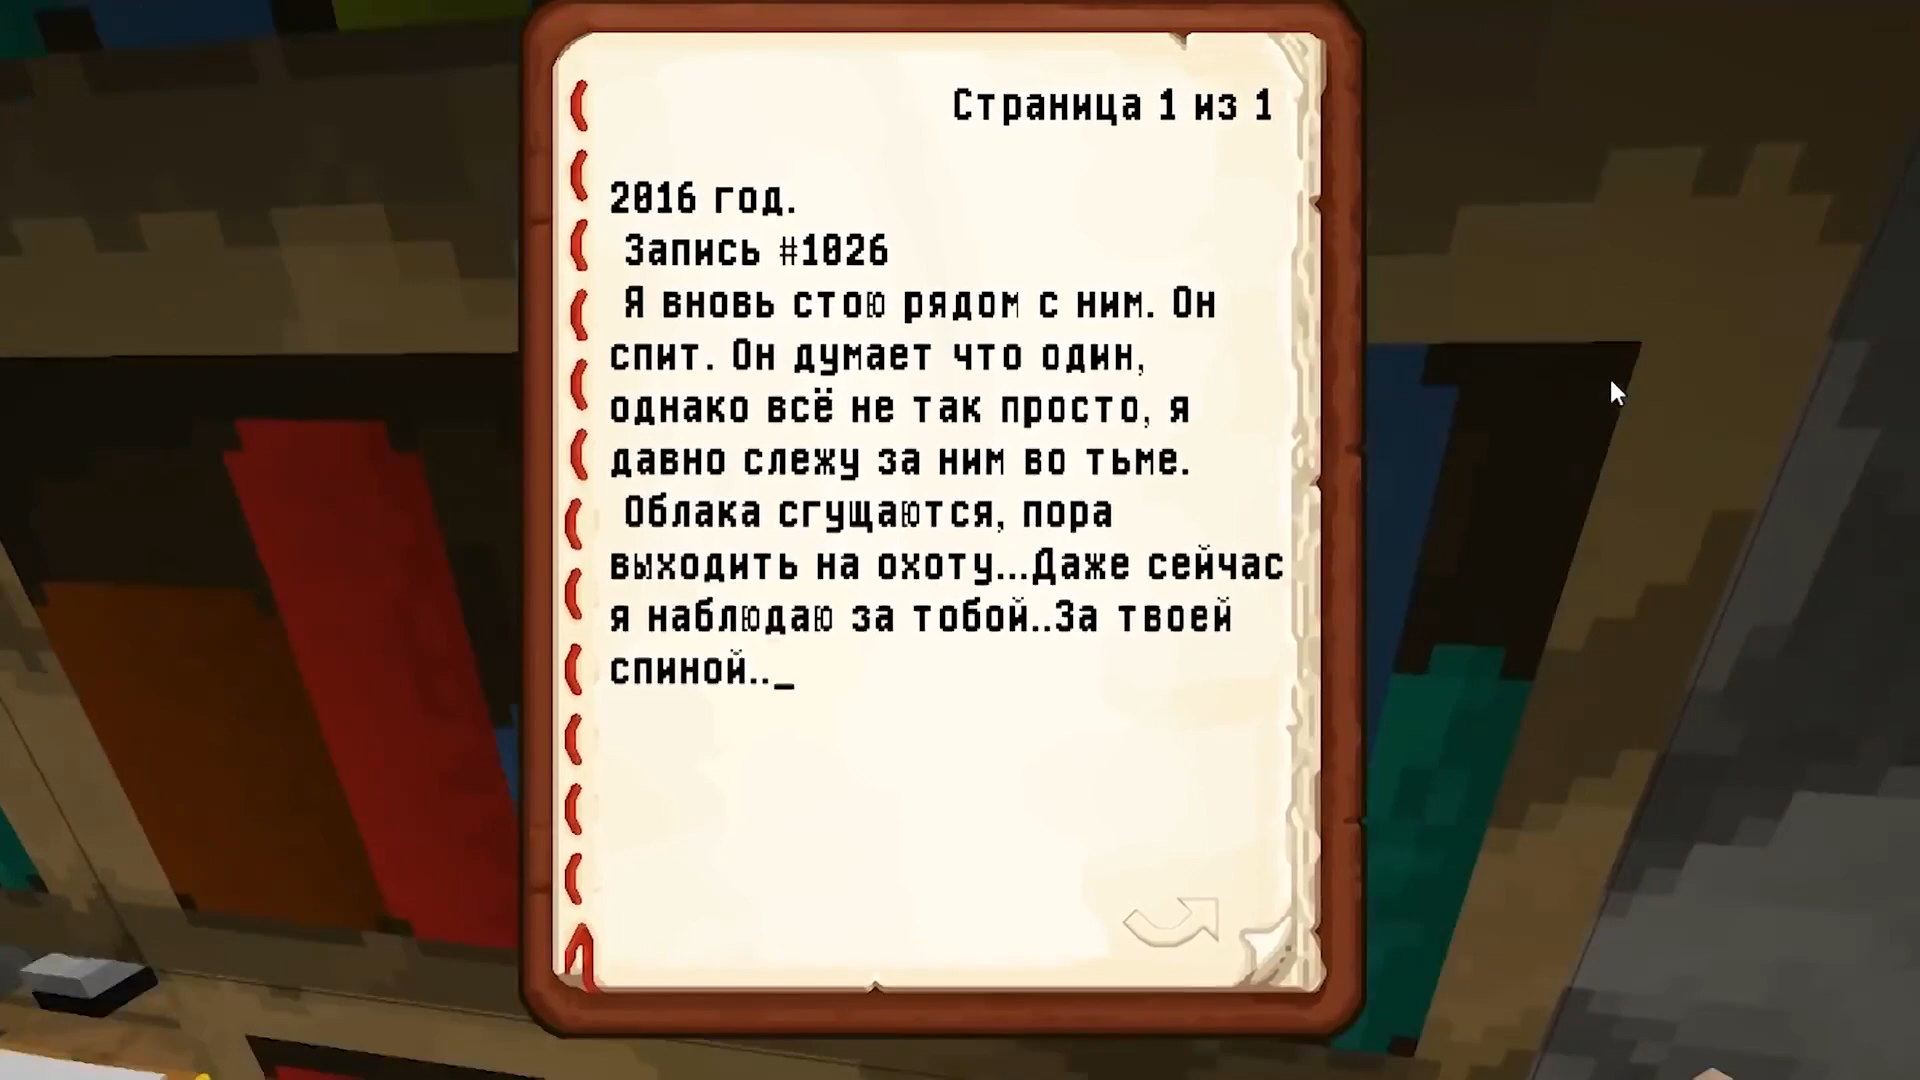 Страница 1 из 1
2016 год.
Запись #1026
Я вновь стою рядом с ним. Он
спит. Он думает что один,
однако всё не так просто, я
давно слежу за ним во тьме.
Облака сгущаются, пора
выходить на охоту...Даже сейчас
я наблюдаю за тобой..За твоей
спиной.._